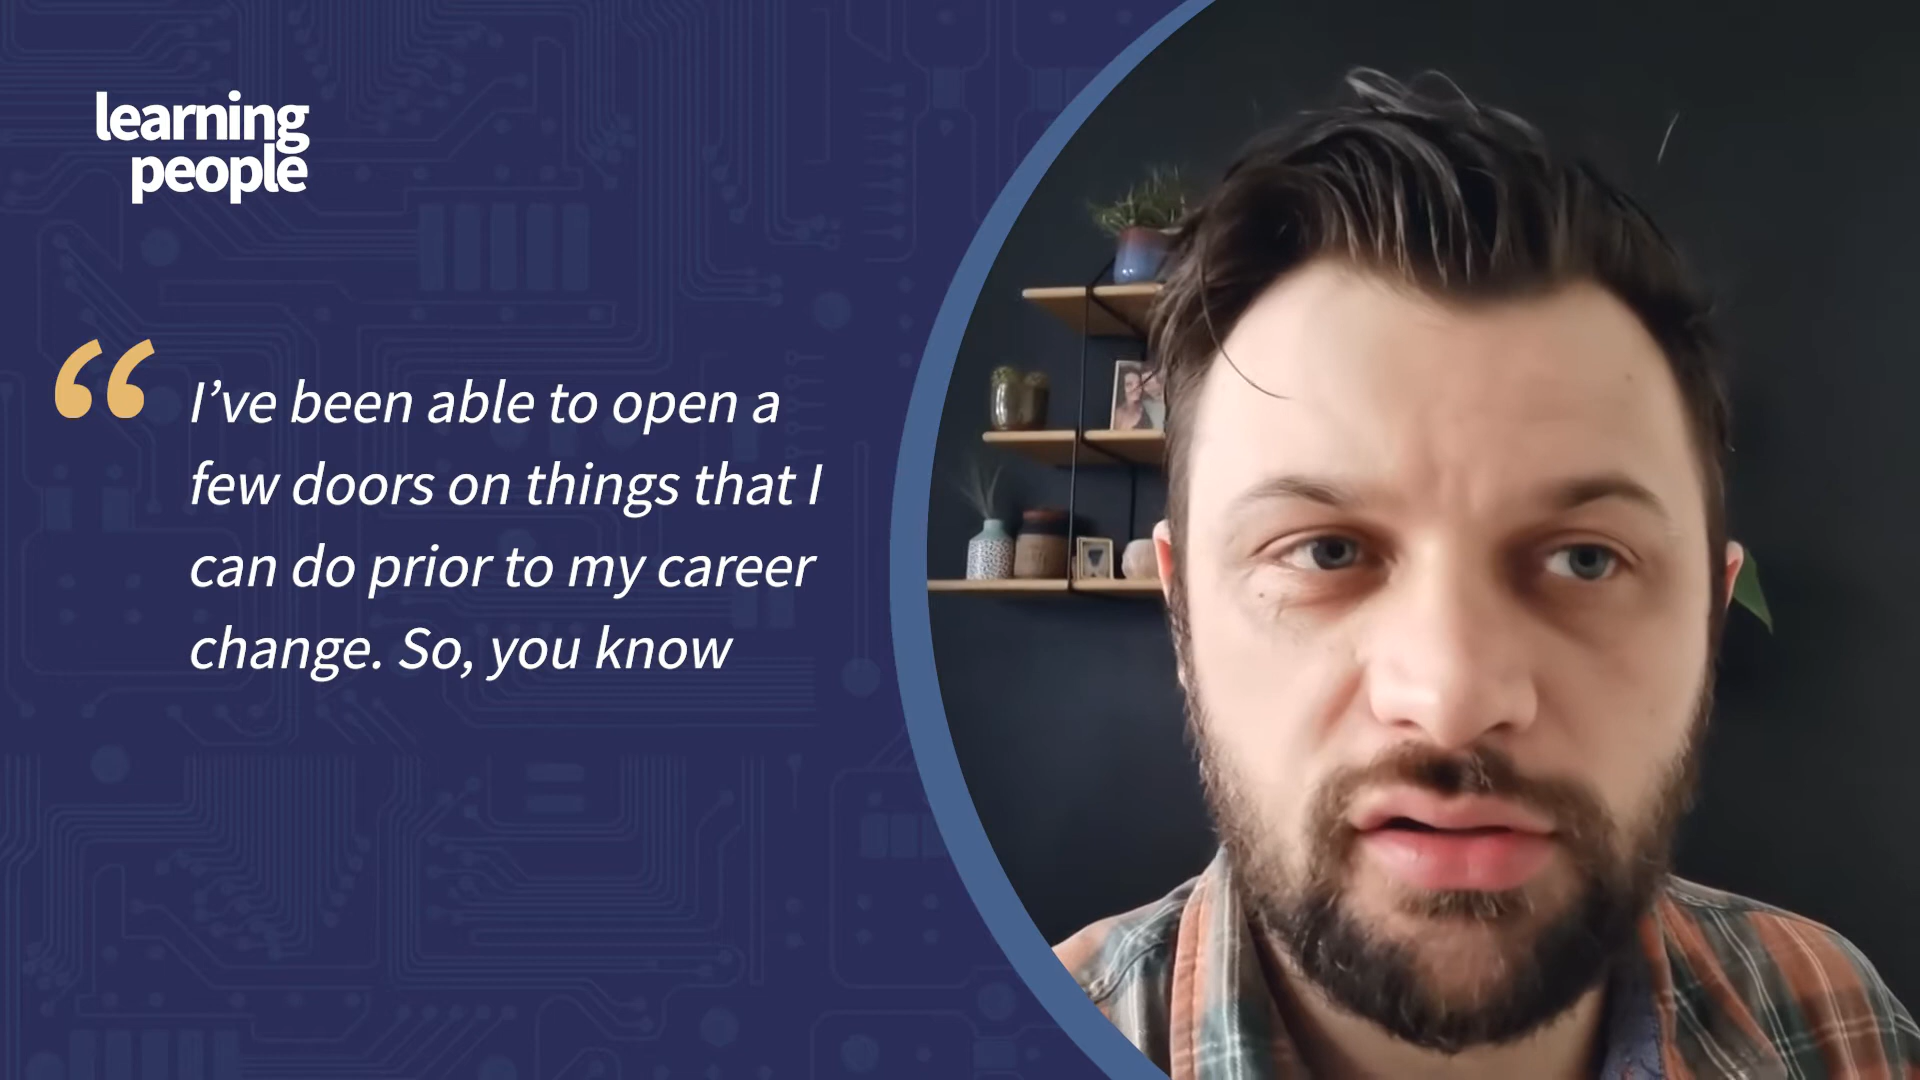 learning
people
“
I’ve been able to open a
few doors on things that I
can do prior to my career
change. So, you know